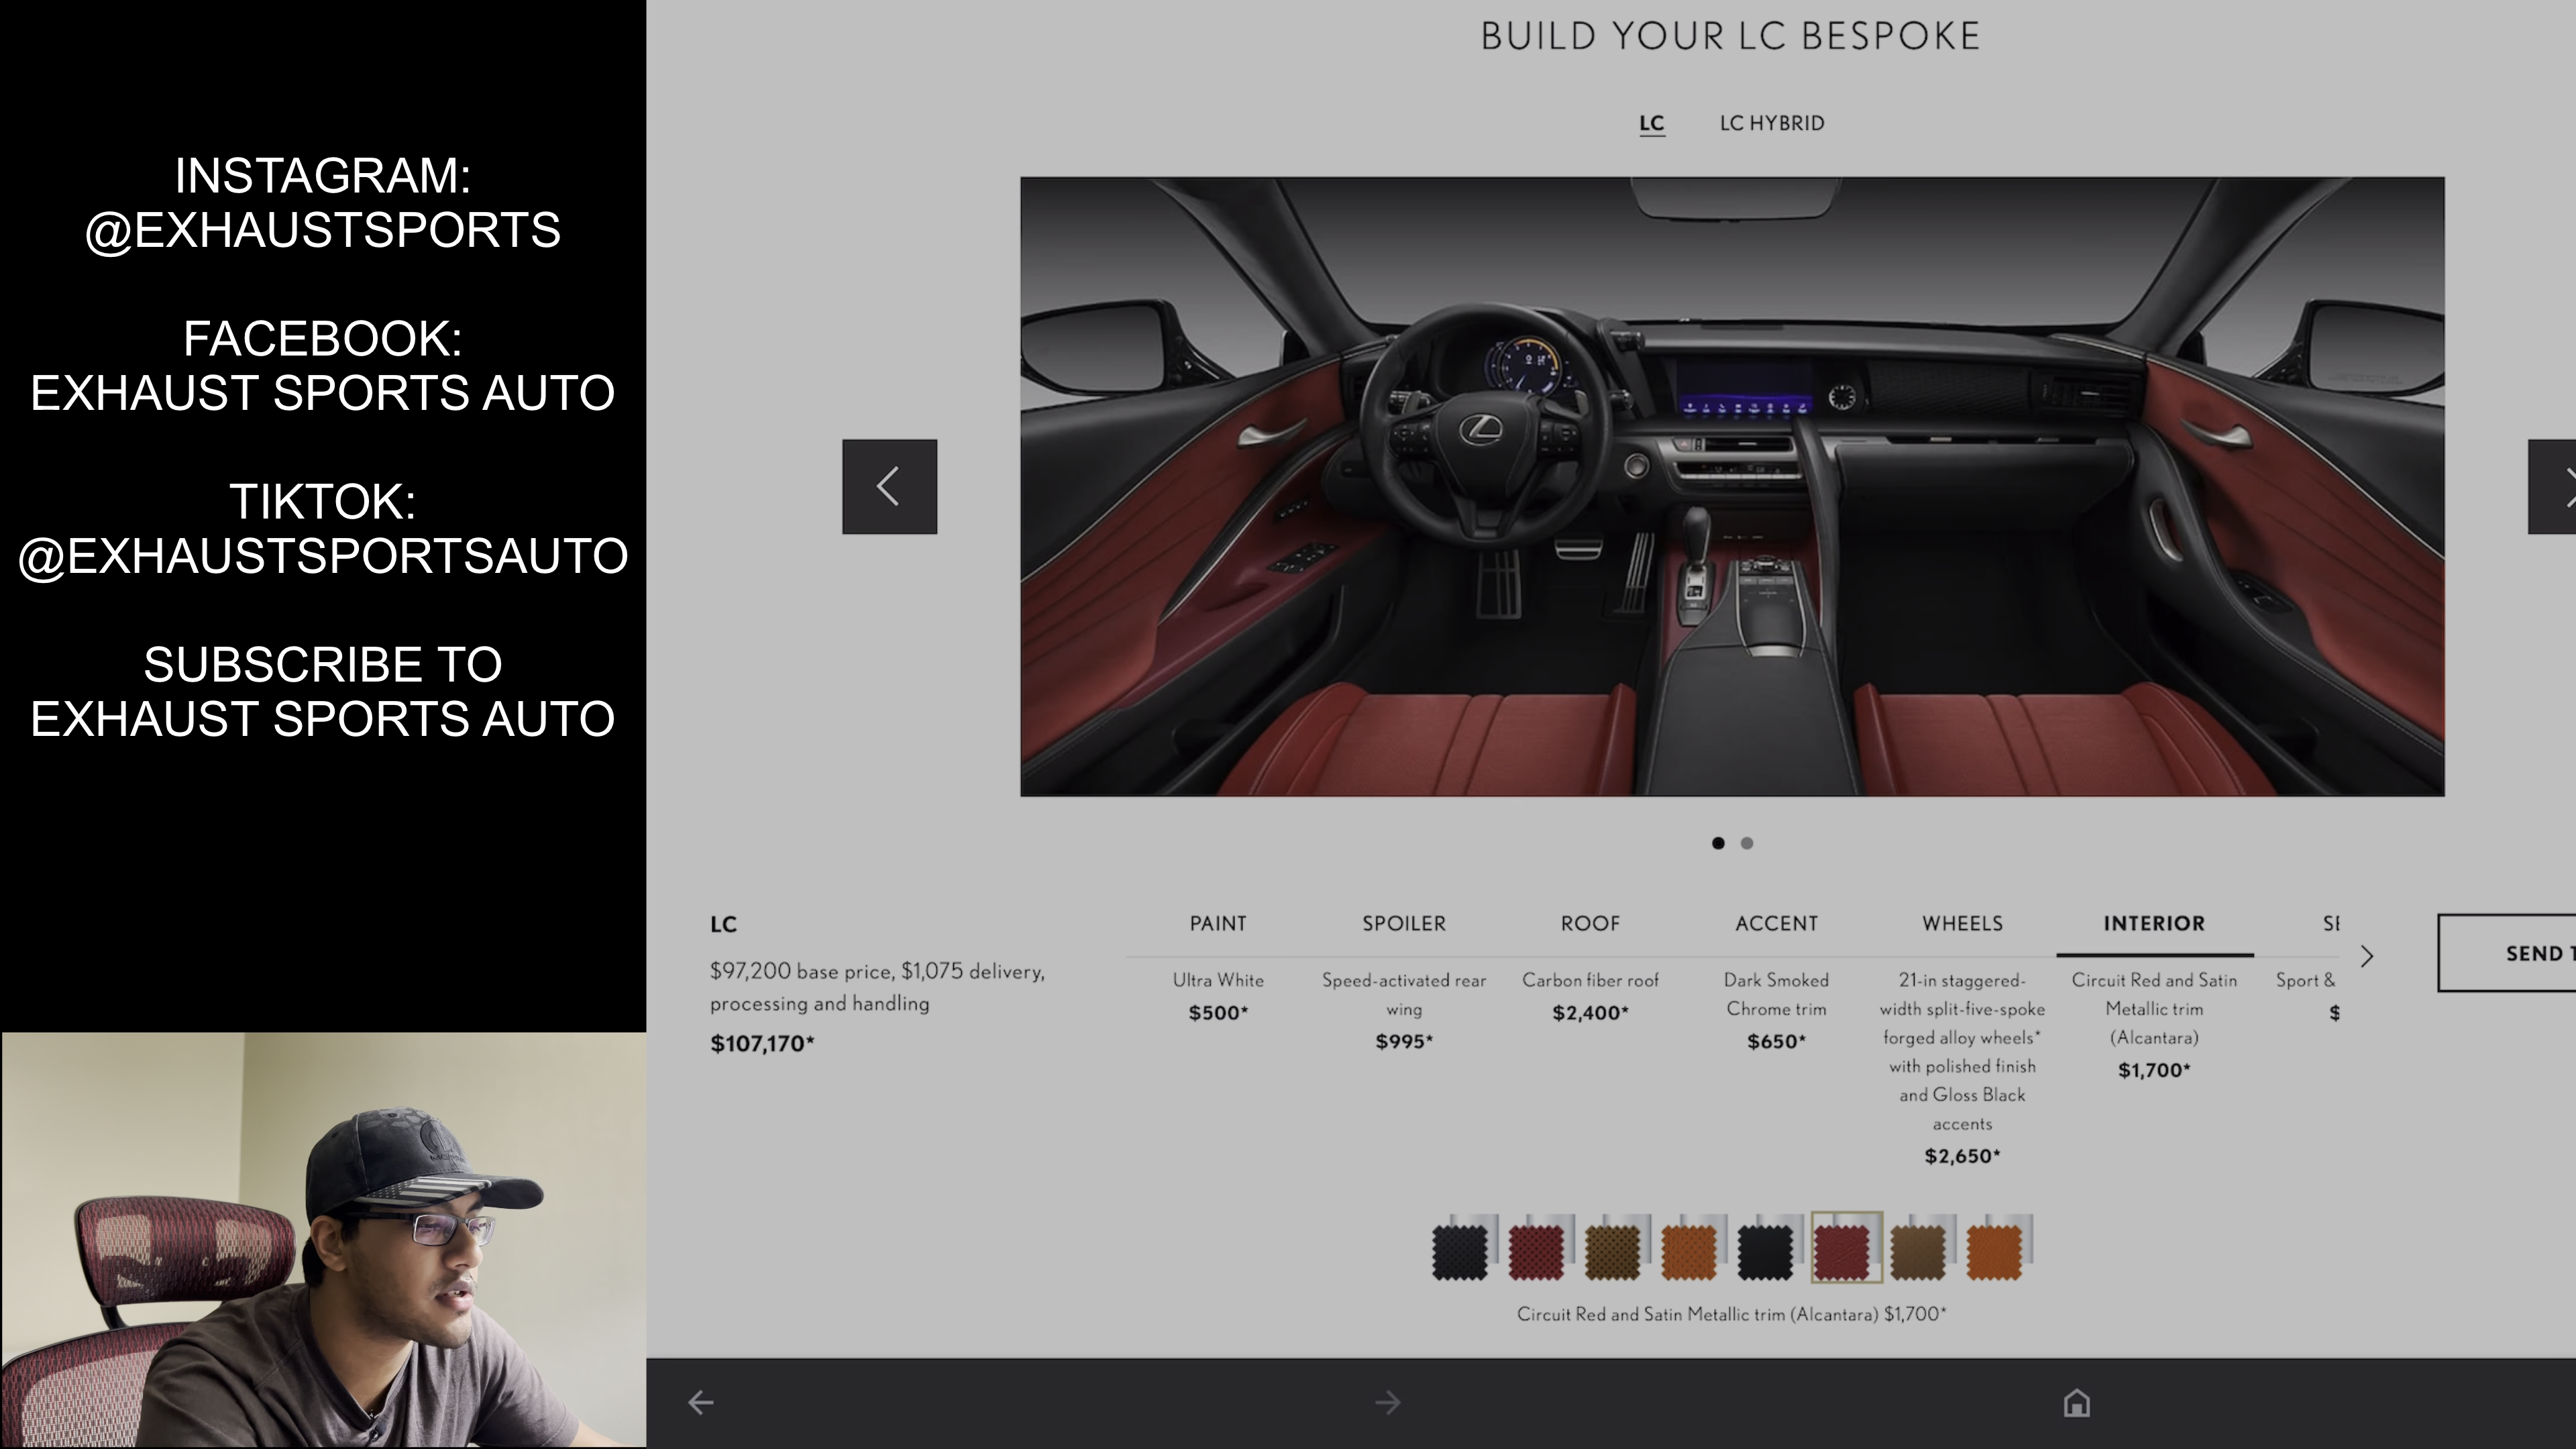 INSTAGRAM:
@EXHAUSTSPORTS
FACEBOOK:
EXHAUST SPORTS AUTO
TIKTOK:
@EXHAUSTSPORTSAUTO
SUBSCRIBE TO
EXHAUST SPORTS AUTO
BUILD YOUR LC BESPOKE
LC LC HYBRID
LC
$97,200 base price, $1,075 delivery,
processing and handling
$107,170*
PAINT
Ultra White
$500*
SPOILER
Speed-activated rear
wing
$995*
ROOF
Carbon fiber roof
$2,400*
ACCENT
Dark Smoked
Chrome trim
$650*
WHEELS
21-in staggered-
width split-five-spoke
forged alloy wheels*
with polished finish
and Gloss Black
accents
$2,650*
INTERIOR
Circuit Red and Satin
Metallic trim
(Alcantara)
$1,700*
Sport &
$
SEND
Circuit Red and Satin Metallic trim (Alcantara) $1,700*